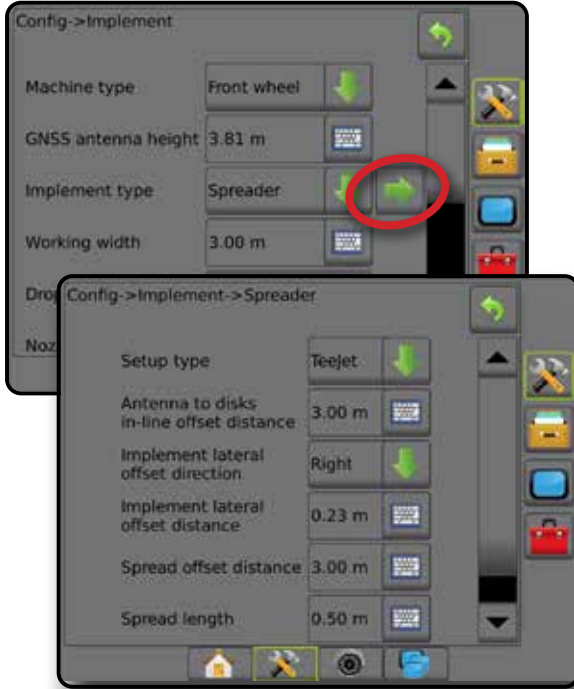 Config->Implement
Machine type Front wheel
GNSS antenna height 3.81 m
Implement type Spreader
Working width 3.00 m
Config->Implement->Spreader
Setup type TeeJet
Antenna to disks
in-line offset distance 3.00 m
Implement lateral
offset direction Right
Implement lateral
offset distance 0.23 m
Spread offset distance 3.00 m
Spread length 0.50 m